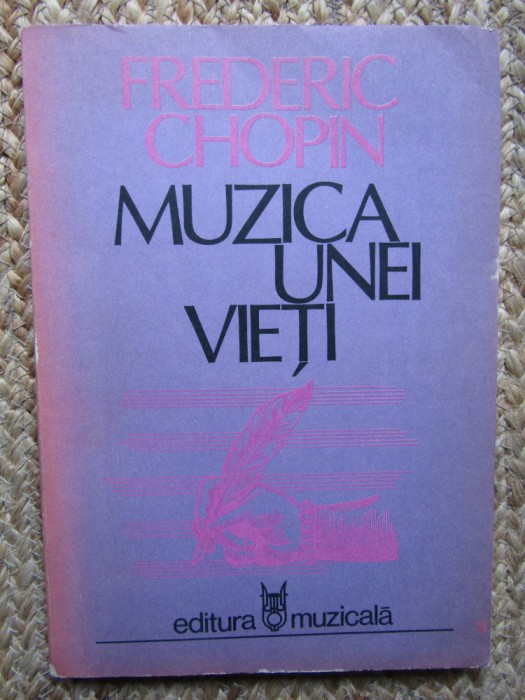 FREDERIC
CHOPIN
MUZICA
UNEI
VIEȚI
editura muzicală